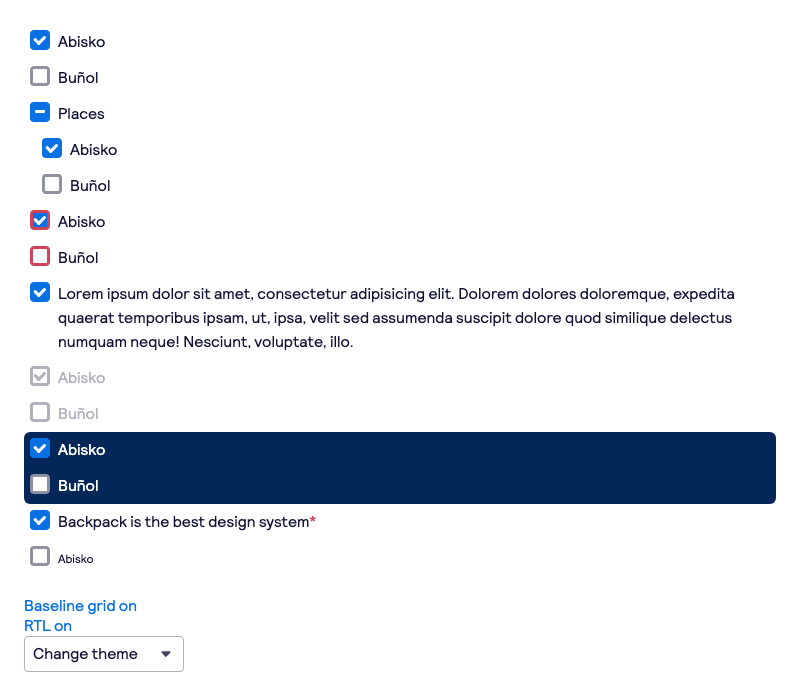 Abisko
Buñol
Places
Abisko
Buñol
Abisko
Buñol
Lorem ipsum dolor sit amet, consectetur adipisicing elit. Dolorem dolores doloremque, expedita
quaerat temporibus ipsam, ut, ipsa, velit sed assumenda suscipit dolore quod similique delectus
numquam neque! Nesciunt, voluptate, illo.
Abisko
Buñol
Abisko
Buñol
Backpack is the best design system*
Abisko
Baseline grid on
RTL on
Change theme